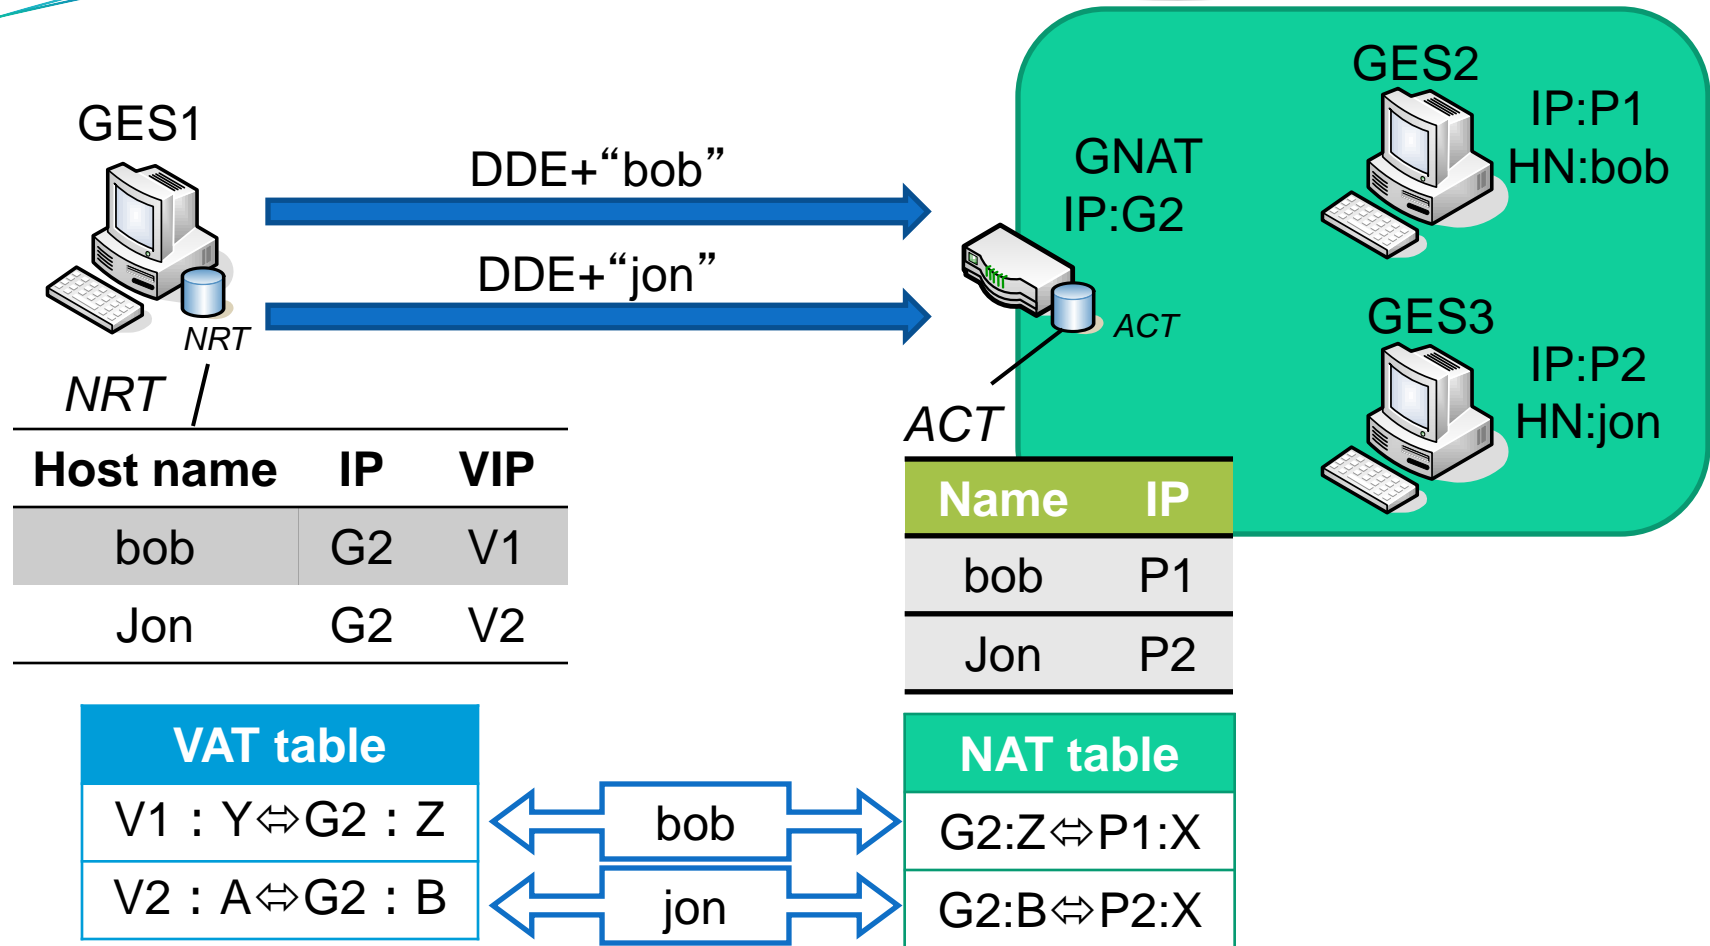 GES1
DDE+“bob”
DDE+“jon”
NRT
NRT
Host name IP VIP
bob G2 V1
Jon G2 V2
GNAT
IP:G2
ACT
ACT
Name IP
bob P1
Jon P2
GES2
IP:P1
HN:bob
GES3
IP:P2
HN:jon
VAT table
V1：Y⇔G2：Z
V2：A⇔G2：B
bob
jon
NAT table
G2:Z⇔P1:X
G2:B⇔P2:X